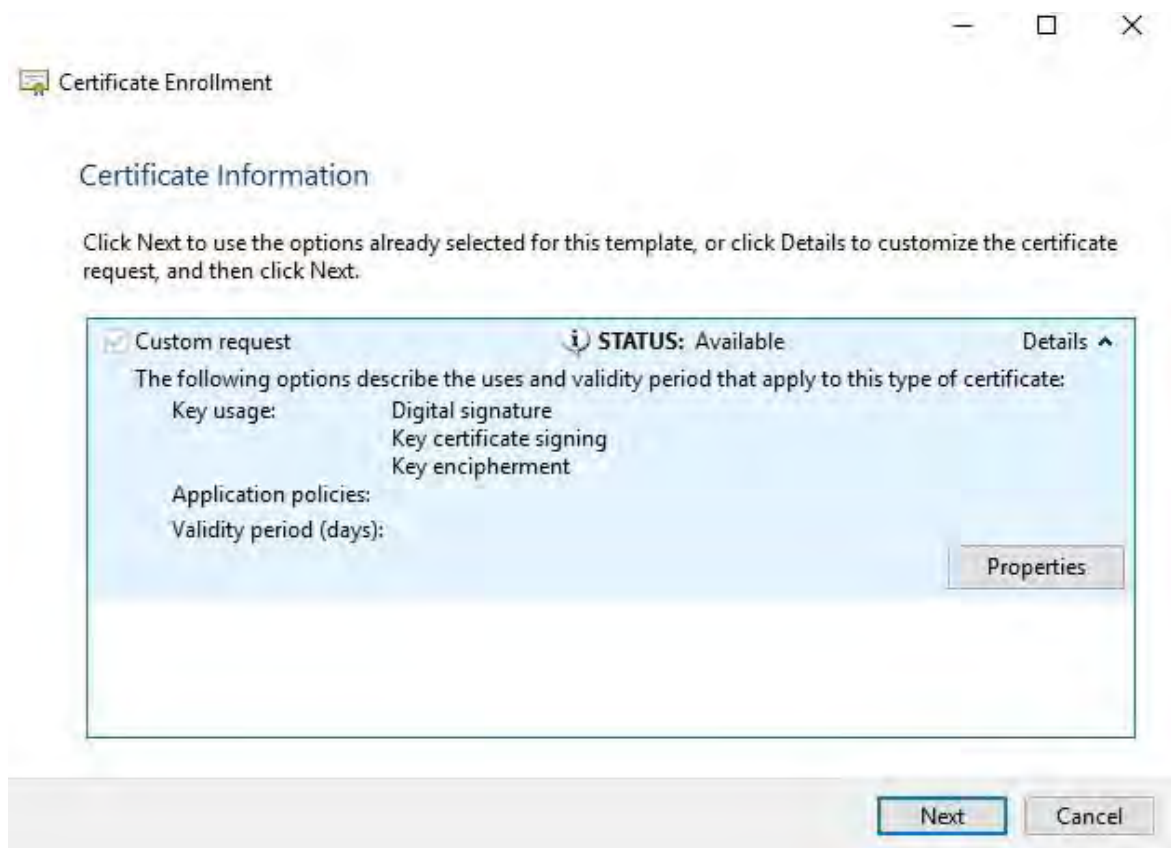 Certificate Enrollment
Certificate Information
Click Next to use the options already selected for this template, or click Details to customize the certificate
request, and then click Next.
Custom request STATUS: Available Details
The following options describe the uses and validity period that apply to this type of certificate:
Key usage: Digital signature
Key certificate signing
Key encipherment
Application policies:
Validity period (days):
Properties
Next Cancel